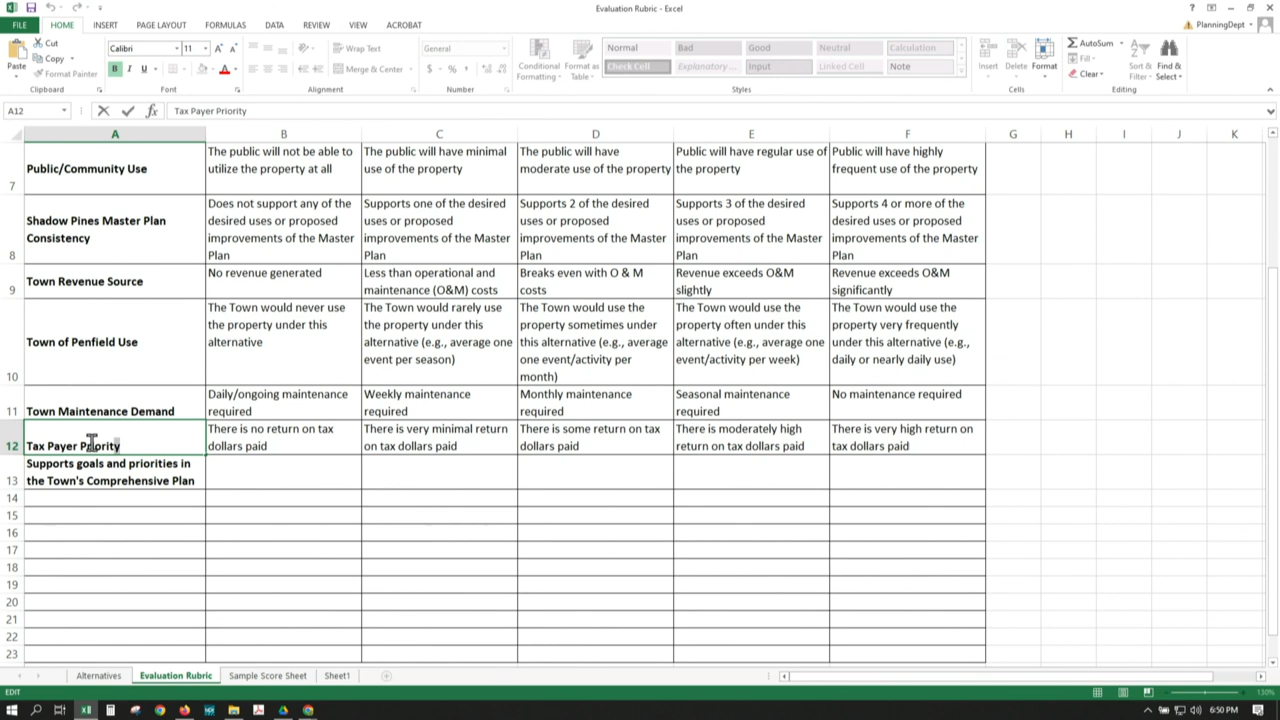 Evaluation Rubric - Excel
FILE HOME INSERT PAGE LAYOUT FORMULAS DATA REVIEW VIEW ACROBAT PlanningDept
Paste Cut Copy Format Painter Clipboard
Calibri 11 B I U Font
Wrap Text Merge & Center Alignment
General $ % , Number
Conditional Formatting Format as Table
Normal Bad Good Neutral Calculation
Check Cell Explanatory ... Input Linked Cell Note
Styles
Insert Delete Format Cells
AutoSum Fill Clear Sort & Filter Find & Select Editing
A12 fx Tax Payer Priority
A B C D E F G H I J K
7
Public/Community Use
The public will not be able to
utilize the property at all
The public will have minimal
use of the property
The public will have
moderate use of the property
Public will have regular use of
the property
Public will have highly
frequent use of the property
8
Shadow Pines Master Plan
Consistency
Does not support any of the
desired uses or proposed
improvements of the Master
Plan
Supports one of the desired
uses or proposed
improvements of the Master
Plan
Supports 2 of the desired
uses or proposed
improvements of the Master
Plan
Supports 3 of the desired
uses or proposed
improvements of the Master
Plan
Supports 4 or more of the
desired uses or proposed
improvements of the Master
Plan
9
Town Revenue Source
No revenue generated
Less than operational and
maintenance (O&M) costs
Breaks even with O & M
costs
Revenue exceeds O&M
slightly
Revenue exceeds O&M
significantly
10
Town of Penfield Use
The Town would never use
the property under this
alternative
The Town would rarely use
the property under this
alternative (e.g., average one
event per season)
The Town would use the
property sometimes under
this alternative (e.g., average
one event/activity per
month)
The Town would use the
property often under this
alternative (e.g., average one
event/activity per week)
The Town would use the
property very frequently
under this alternative (e.g.,
daily or nearly daily use)
11
Town Maintenance Demand
Daily/ongoing maintenance
required
Weekly maintenance
required
Monthly maintenance
required
Seasonal maintenance
required
No maintenance required
12
Tax Payer Priority
There is no return on tax
dollars paid
There is very minimal return
on tax dollars paid
There is some return on tax
dollars paid
There is moderately high
return on tax dollars paid
There is very high return on
tax dollars paid
13
Supports goals and priorities in
the Town's Comprehensive Plan
14
15
16
17
18
19
20
21
22
23
Alternatives Evaluation Rubric Sample Score Sheet Sheet1
EDIT 130%
6:50 PM